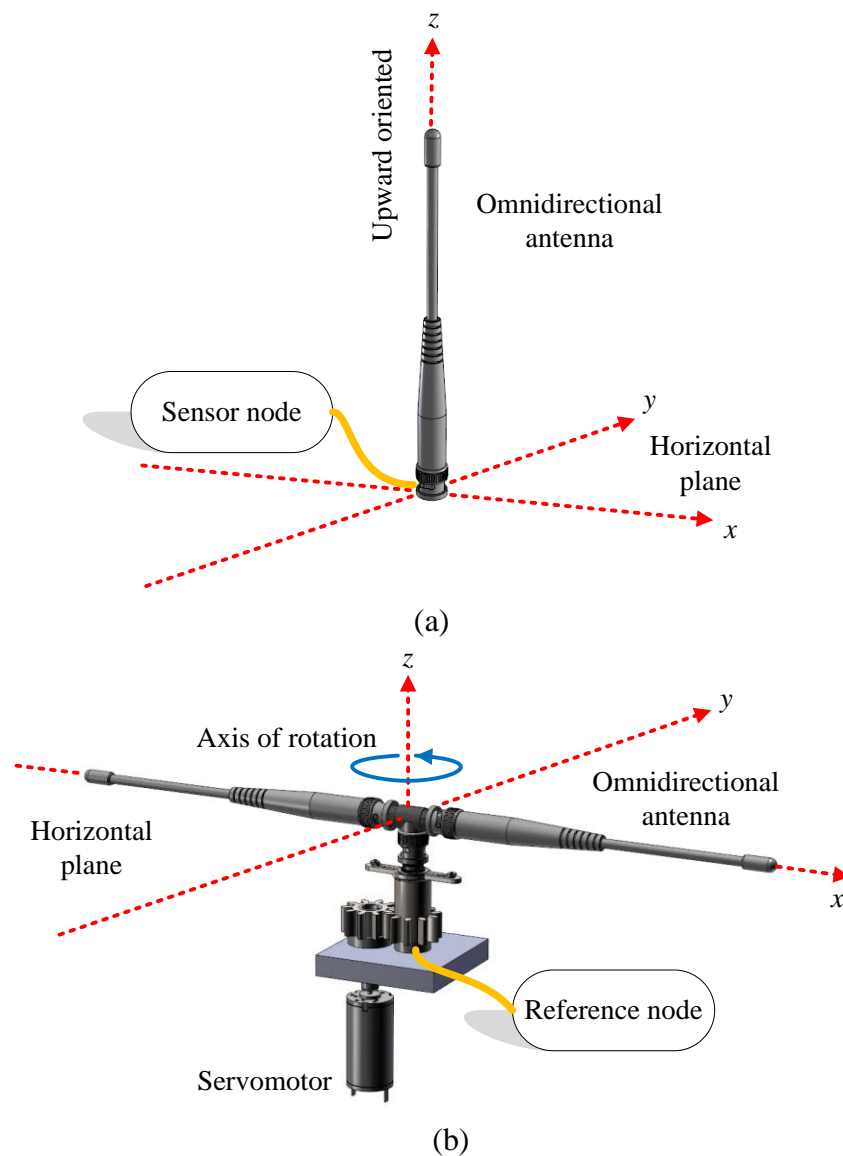 z
Upward oriented
Omnidirectional
antenna
Sensor node
y
Horizontal
plane
x
(a)
z
y
Axis of rotation
Omnidirectional
antenna
Horizontal
plane
x
Reference node
Servomotor
(b)